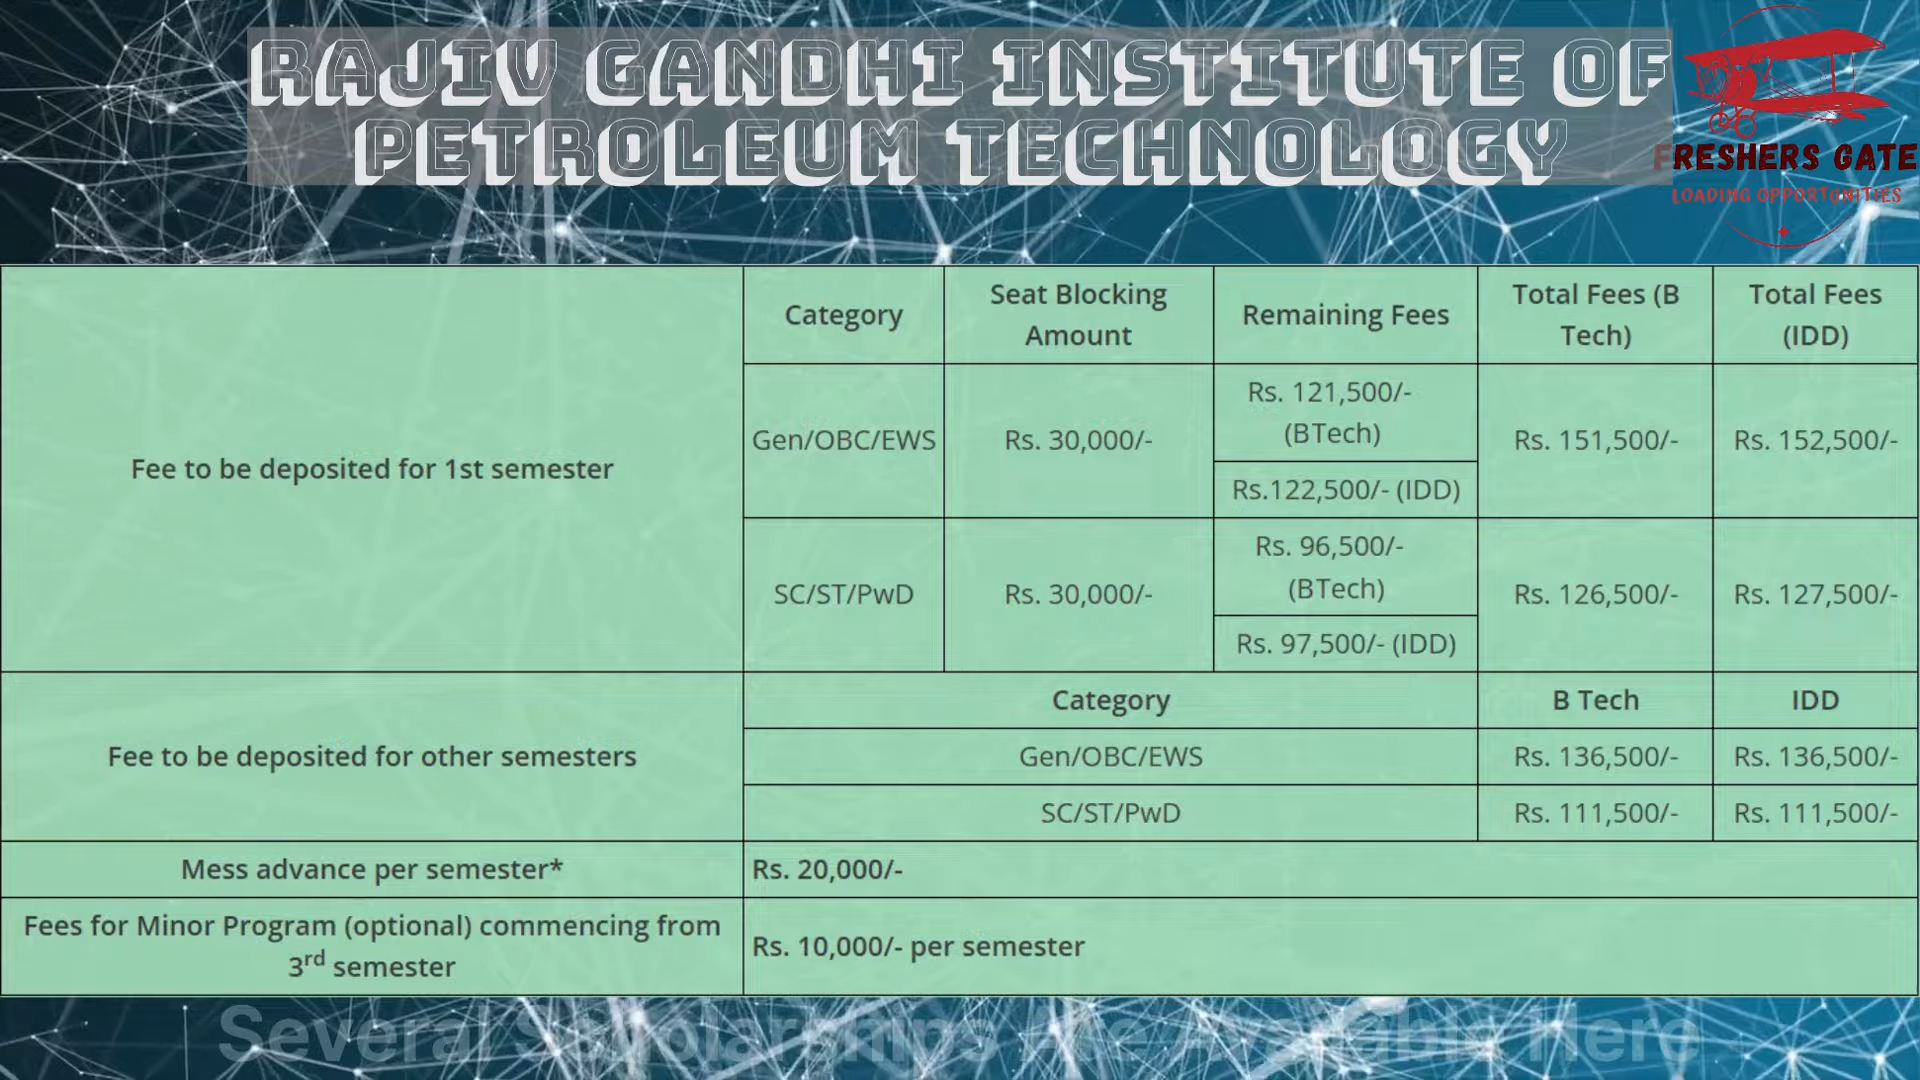 RAJIV GANDHI INSTITUTE OF
PETROLEUM TECHNOLOGY
FRESHERS GATE
LOADING OPPORTUNITIES
Category
Seat Blocking
Amount
Remaining Fees
Total Fees (B
Tech)
Total Fees
(IDD)
Fee to be deposited for 1st semester
Gen/OBC/EWS
Rs. 30,000/-
Rs. 121,500/-
(BTech)
Rs.122,500/- (IDD)
Rs. 151,500/-
Rs. 152,500/-
SC/ST/PwD
Rs. 30,000/-
Rs. 96,500/-
(BTech)
Rs. 97,500/- (IDD)
Rs. 126,500/-
Rs. 127,500/-
Fee to be deposited for other semesters
Category
B Tech
IDD
Gen/OBC/EWS
Rs. 136,500/-
Rs. 136,500/-
SC/ST/PwD
Rs. 111,500/-
Rs. 111,500/-
Mess advance per semester*
Rs. 20,000/-
Fees for Minor Program (optional) commencing from
3rd semester
Rs. 10,000/- per semester
Several Scholarships Are Available Here